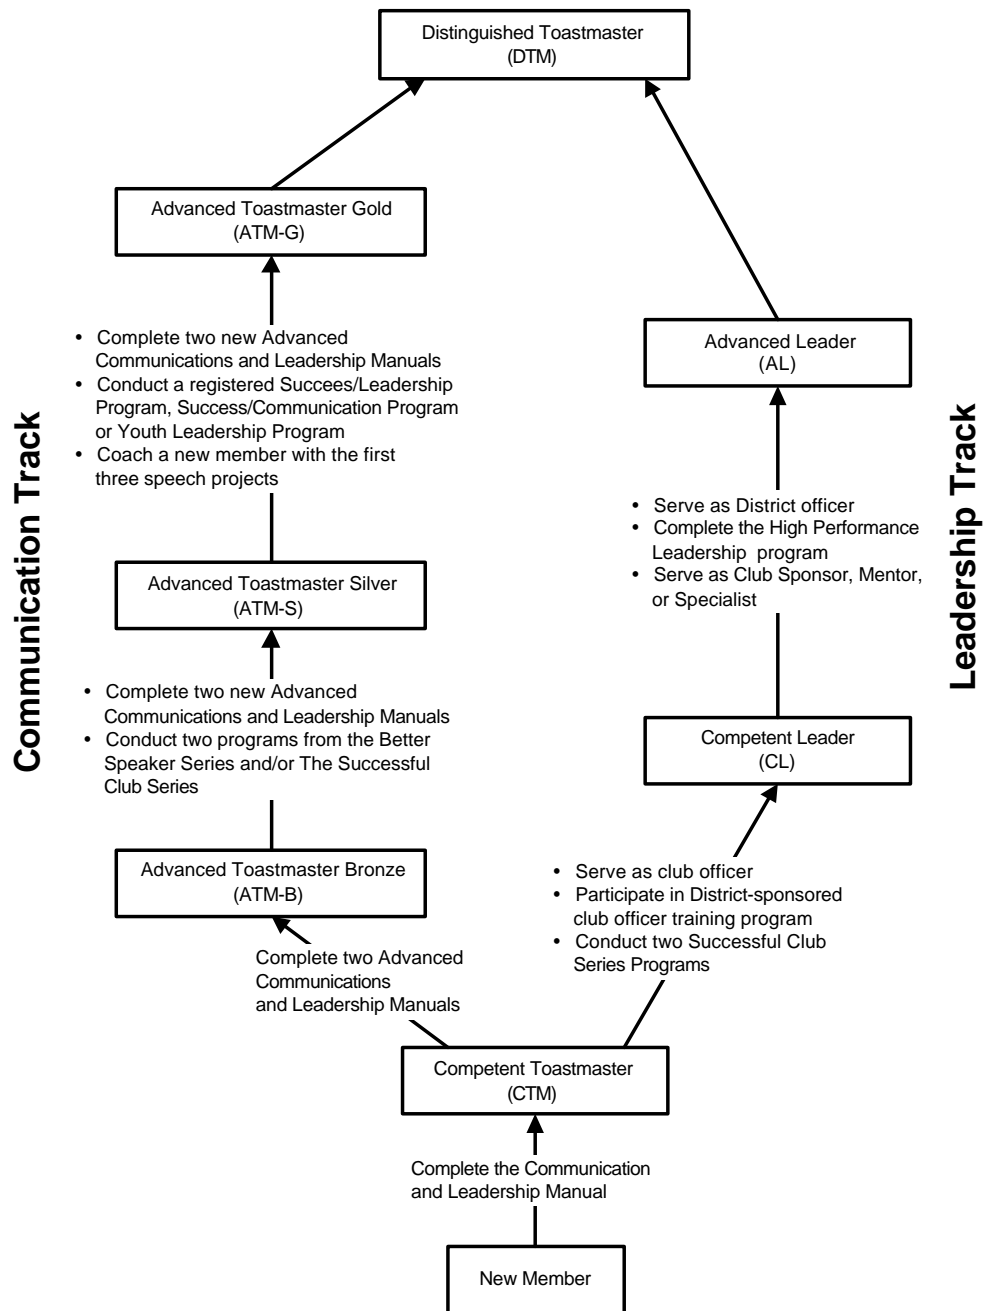 Distinguished Toastmaster
(DTM)
Advanced Toastmaster Gold
(ATM-G)
• Complete two new Advanced
Communications and Leadership Manuals
• Conduct a registered Succees/Leadership
Program, Success/Communication Program
or Youth Leadership Program
• Coach a new member with the first
three speech projects
Advanced Toastmaster Silver
(ATM-S)
• Complete two new Advanced
Communications and Leadership Manuals
• Conduct two programs from the Better
Speaker Series and/or The Successful
Club Series
Advanced Toastmaster Bronze
(ATM-B)
Complete two Advanced
Communications
and Leadership Manuals
Communication Track
Advanced Leader
(AL)
• Serve as District officer
• Complete the High Performance
Leadership program
• Serve as Club Sponsor, Mentor,
or Specialist
Competent Leader
(CL)
• Serve as club officer
• Participate in District-sponsored
club officer training program
• Conduct two Successful Club
Series Programs
Leadership Track
Competent Toastmaster
(CTM)
Complete the Communication
and Leadership Manual
New Member